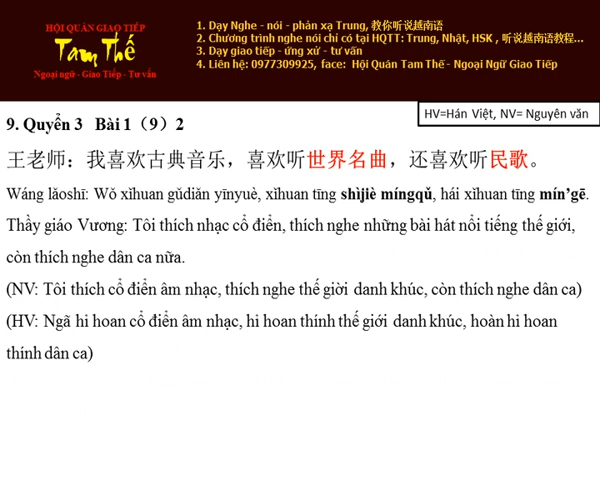 HỘI QUÁN GIAO TIẾP
Tam Thế
Ngoại ngữ - Giao Tiếp - Tư vấn
1. Dạy Nghe - nói - phản xạ Trung, 教你听说越南语
2. Chương trình nghe nói chỉ có tại HQTT: Trung, Nhật, HSK , 听说越南语教程...
3. Dạy giao tiếp - ứng xử - tư vấn
4. Liên hệ: 0977309925, face: Hội Quán Tam Thế - Ngoại Ngữ Giao Tiếp
HV=Hán Việt, NV= Nguyên văn
9. Quyển 3 Bài 1（9）2
王老师：我喜欢古典音乐，喜欢听世界名曲，还喜欢听民歌。
Wáng lǎoshī: Wǒ xǐhuan gǔdiǎn yīnyuè, xǐhuan tīng shìjiè míngqǔ, hái xǐhuan tīng mín’gē.
Thầy giáo Vương: Tôi thích nhạc cổ điển, thích nghe những bài hát nổi tiếng thế giới,
còn thích nghe dân ca nữa.
(NV: Tôi thích cổ điển âm nhạc, thích nghe thế giời danh khúc, còn thích nghe dân ca)
(HV: Ngã hỉ hoan cổ điển âm nhạc, hỉ hoan thính thế giới danh khúc, hoàn hỉ hoan
thính dân ca)